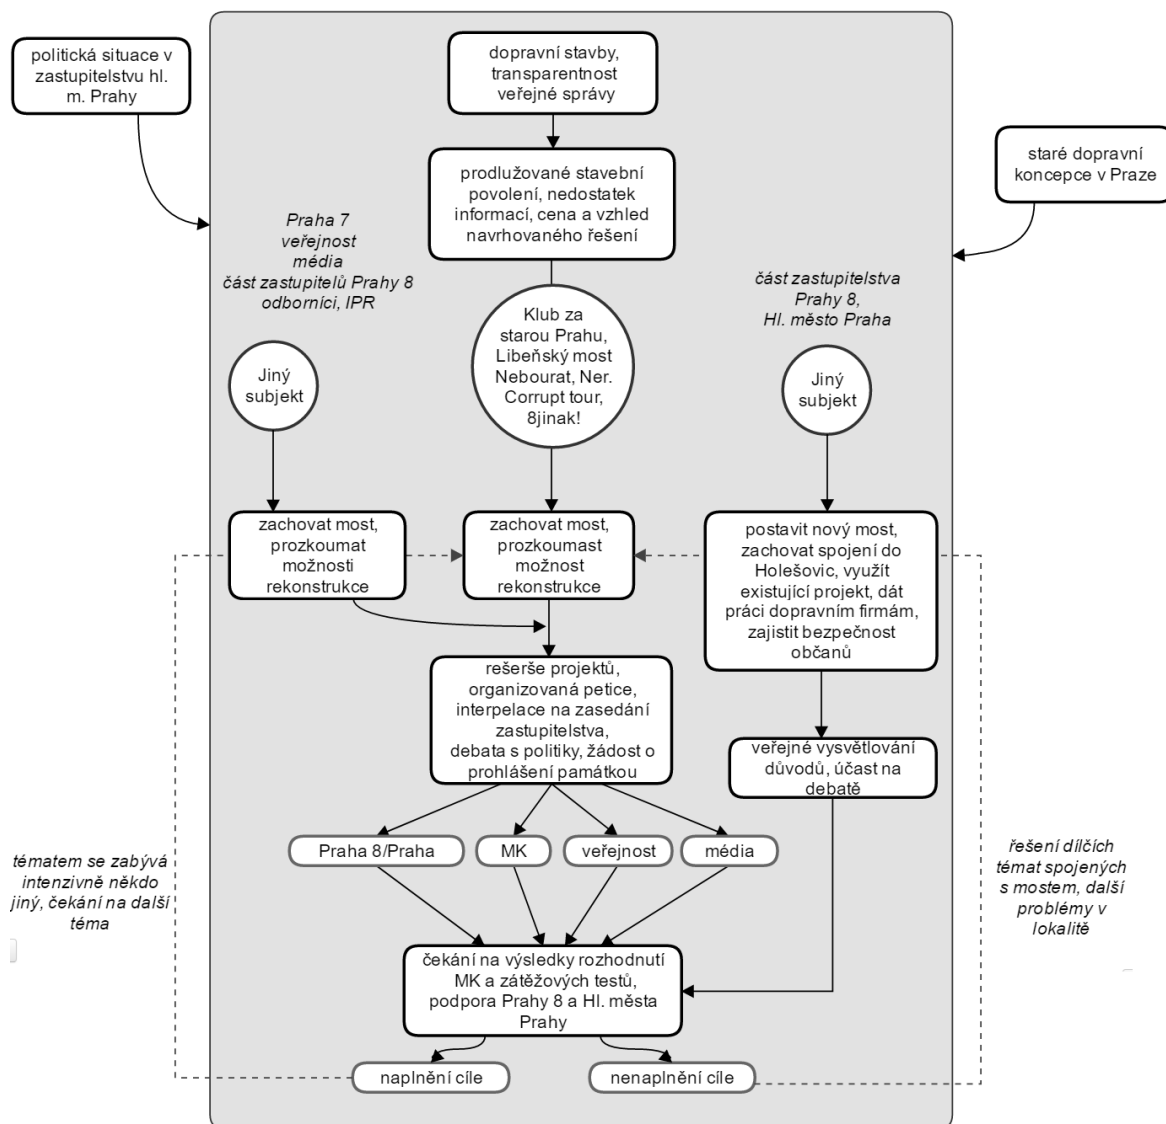 politická situace v
zastupitelstvu hl.
m. Prahy
dopravní stavby,
transparentnost
veřejné správy
staré dopravní
koncepce v Praze
prodlužované stavební
povolení, nedostatek
informací, cena a vzhled
navrhovaného řešení
Praha 7
veřejnost
média
část zastupitelů Prahy 8
odborníci, IPR
část zastupitelstva
Prahy 8,
Hl. město Praha
Jiný
subjekt
Klub za
starou Prahu,
Libeňský most
Nebourat, Ner.
Corrupt tour,
8jinak!
Jiný
subjekt
zachovat most,
prozkoumat
možnosti
rekonstrukce
zachovat most,
prozkoumast
možnost
rekonstrukce
postavit nový most,
zachovat spojení do
Holešovic, využít
existující projekt, dát
práci dopravním firmám,
zajistit bezpečnost
občanů
rešerše projektů,
organizovaná petice,
interpelace na zasedání
zastupitelstva,
debata s politiky, žádost o
prohlášení památkou
veřejné vysvětlování
důvodů, účast na
debatě
Praha 8/Praha
MK
veřejnost
média
tématem se zabývá
intenzivně někdo
jiný, čekání na další
téma
řešení dílčích
témat spojených
s mostem, další
problémy v
lokalitě
čekání na výsledky rozhodnutí
MK a zátěžových testů,
podpora Prahy 8 a Hl. města
Prahy
naplnění cíle
nenaplnění cíle